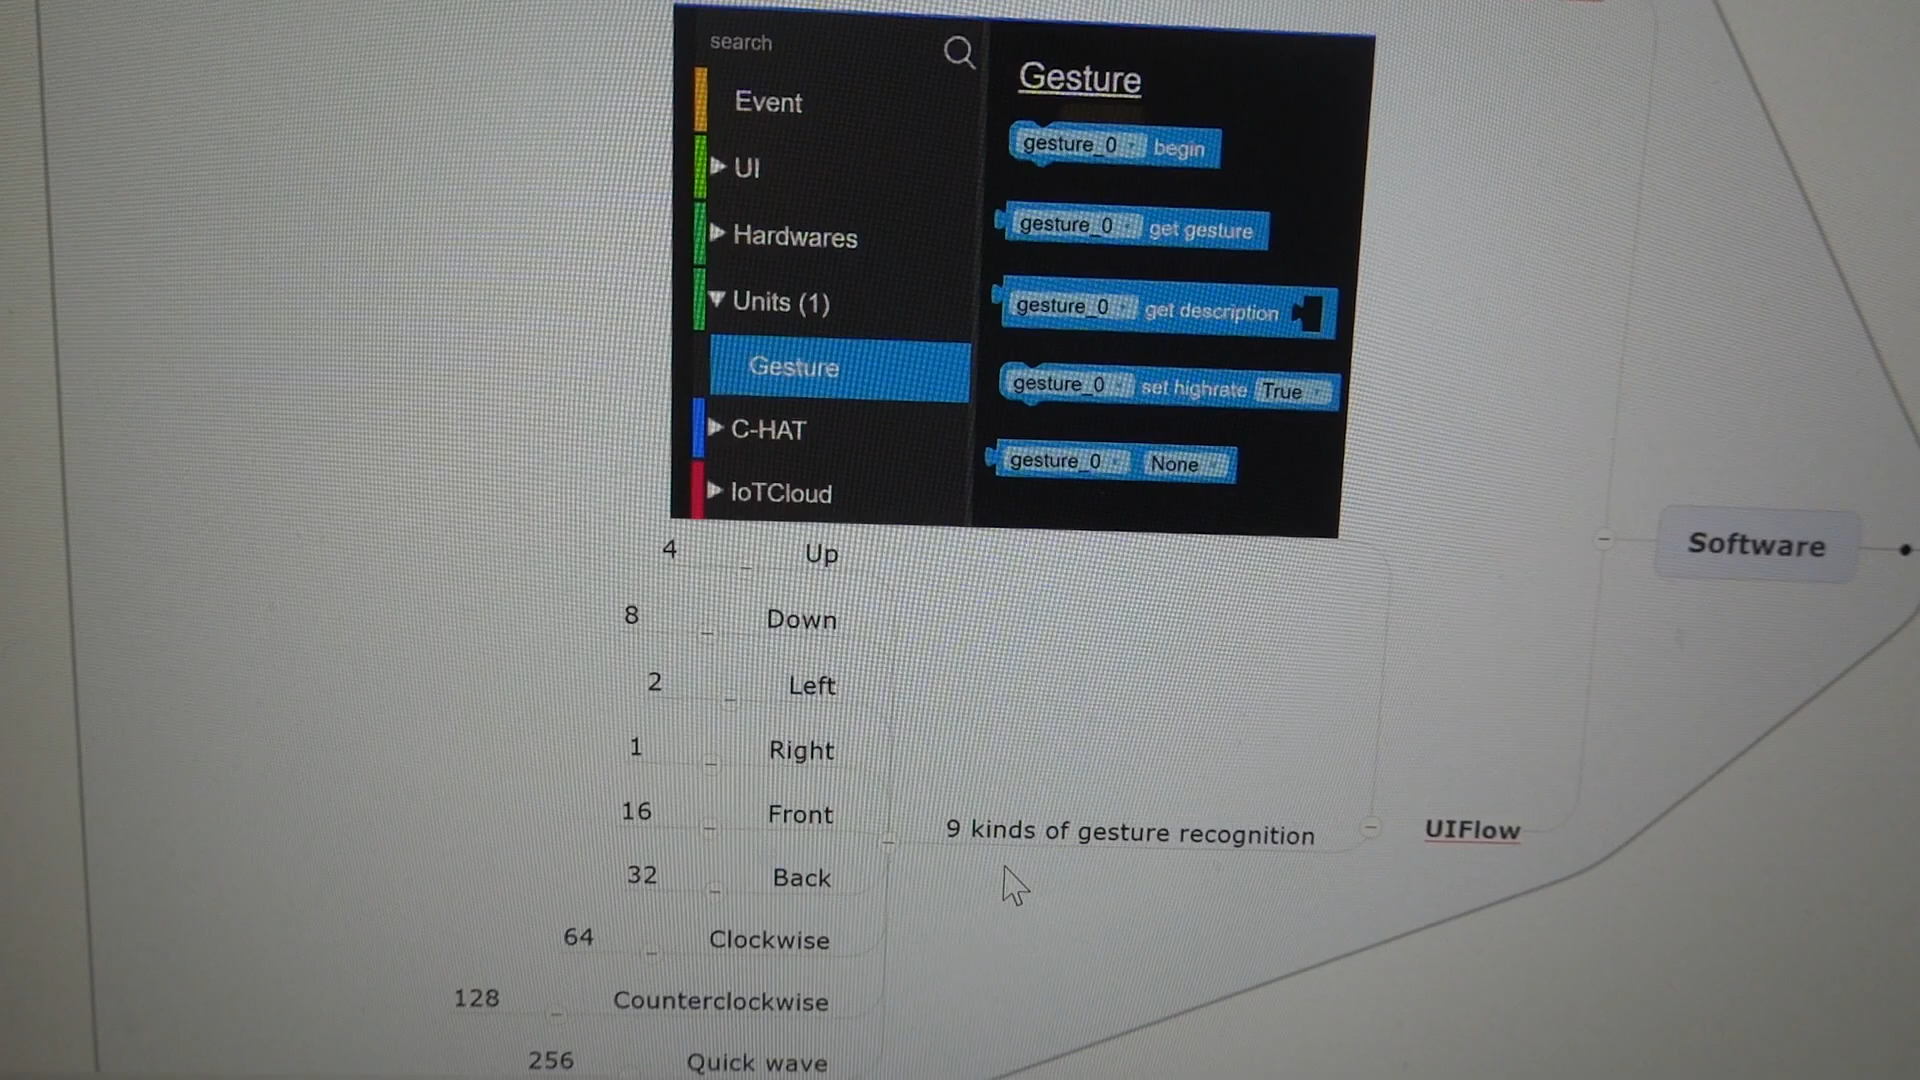 search
Event
UI
Hardwares
Units (1)
Gesture
C-HAT
IoTCloud
Gesture
gesture_0 begin
gesture_0 get gesture
gesture_0 get description
gesture_0 set highrate True
gesture_0 None
4 Up
8 Down
2 Left
1 Right
16 Front
32 Back
64 Clockwise
128 Counterclockwise
256 Quick wave
9 kinds of gesture recognition
UIFlow
Software